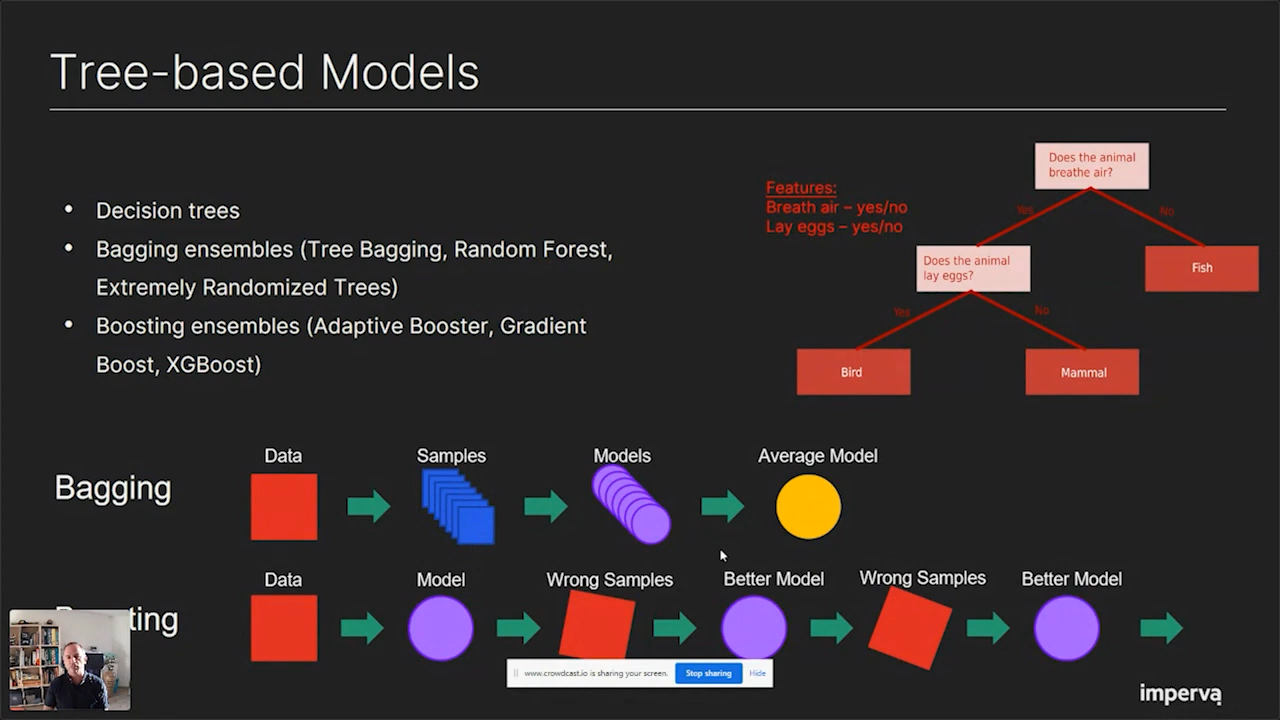 Tree-based Models
• Decision trees
• Bagging ensembles (Tree Bagging, Random Forest,
Extremely Randomized Trees)
• Boosting ensembles (Adaptive Booster, Gradient
Boost, XGBoost)
Features:
Breath air – yes/no
Lay eggs – yes/no
Does the animal
breathe air?
Yes
No
Does the animal
lay eggs?
Fish
Yes
No
Bird
Mammal
Bagging
Data
Samples
Models
Average Model
Data
Model
Wrong Samples
Better Model
Wrong Samples
Better Model
www.crowdcast.io is sharing your screen.
Stop sharing
Hide
imperva